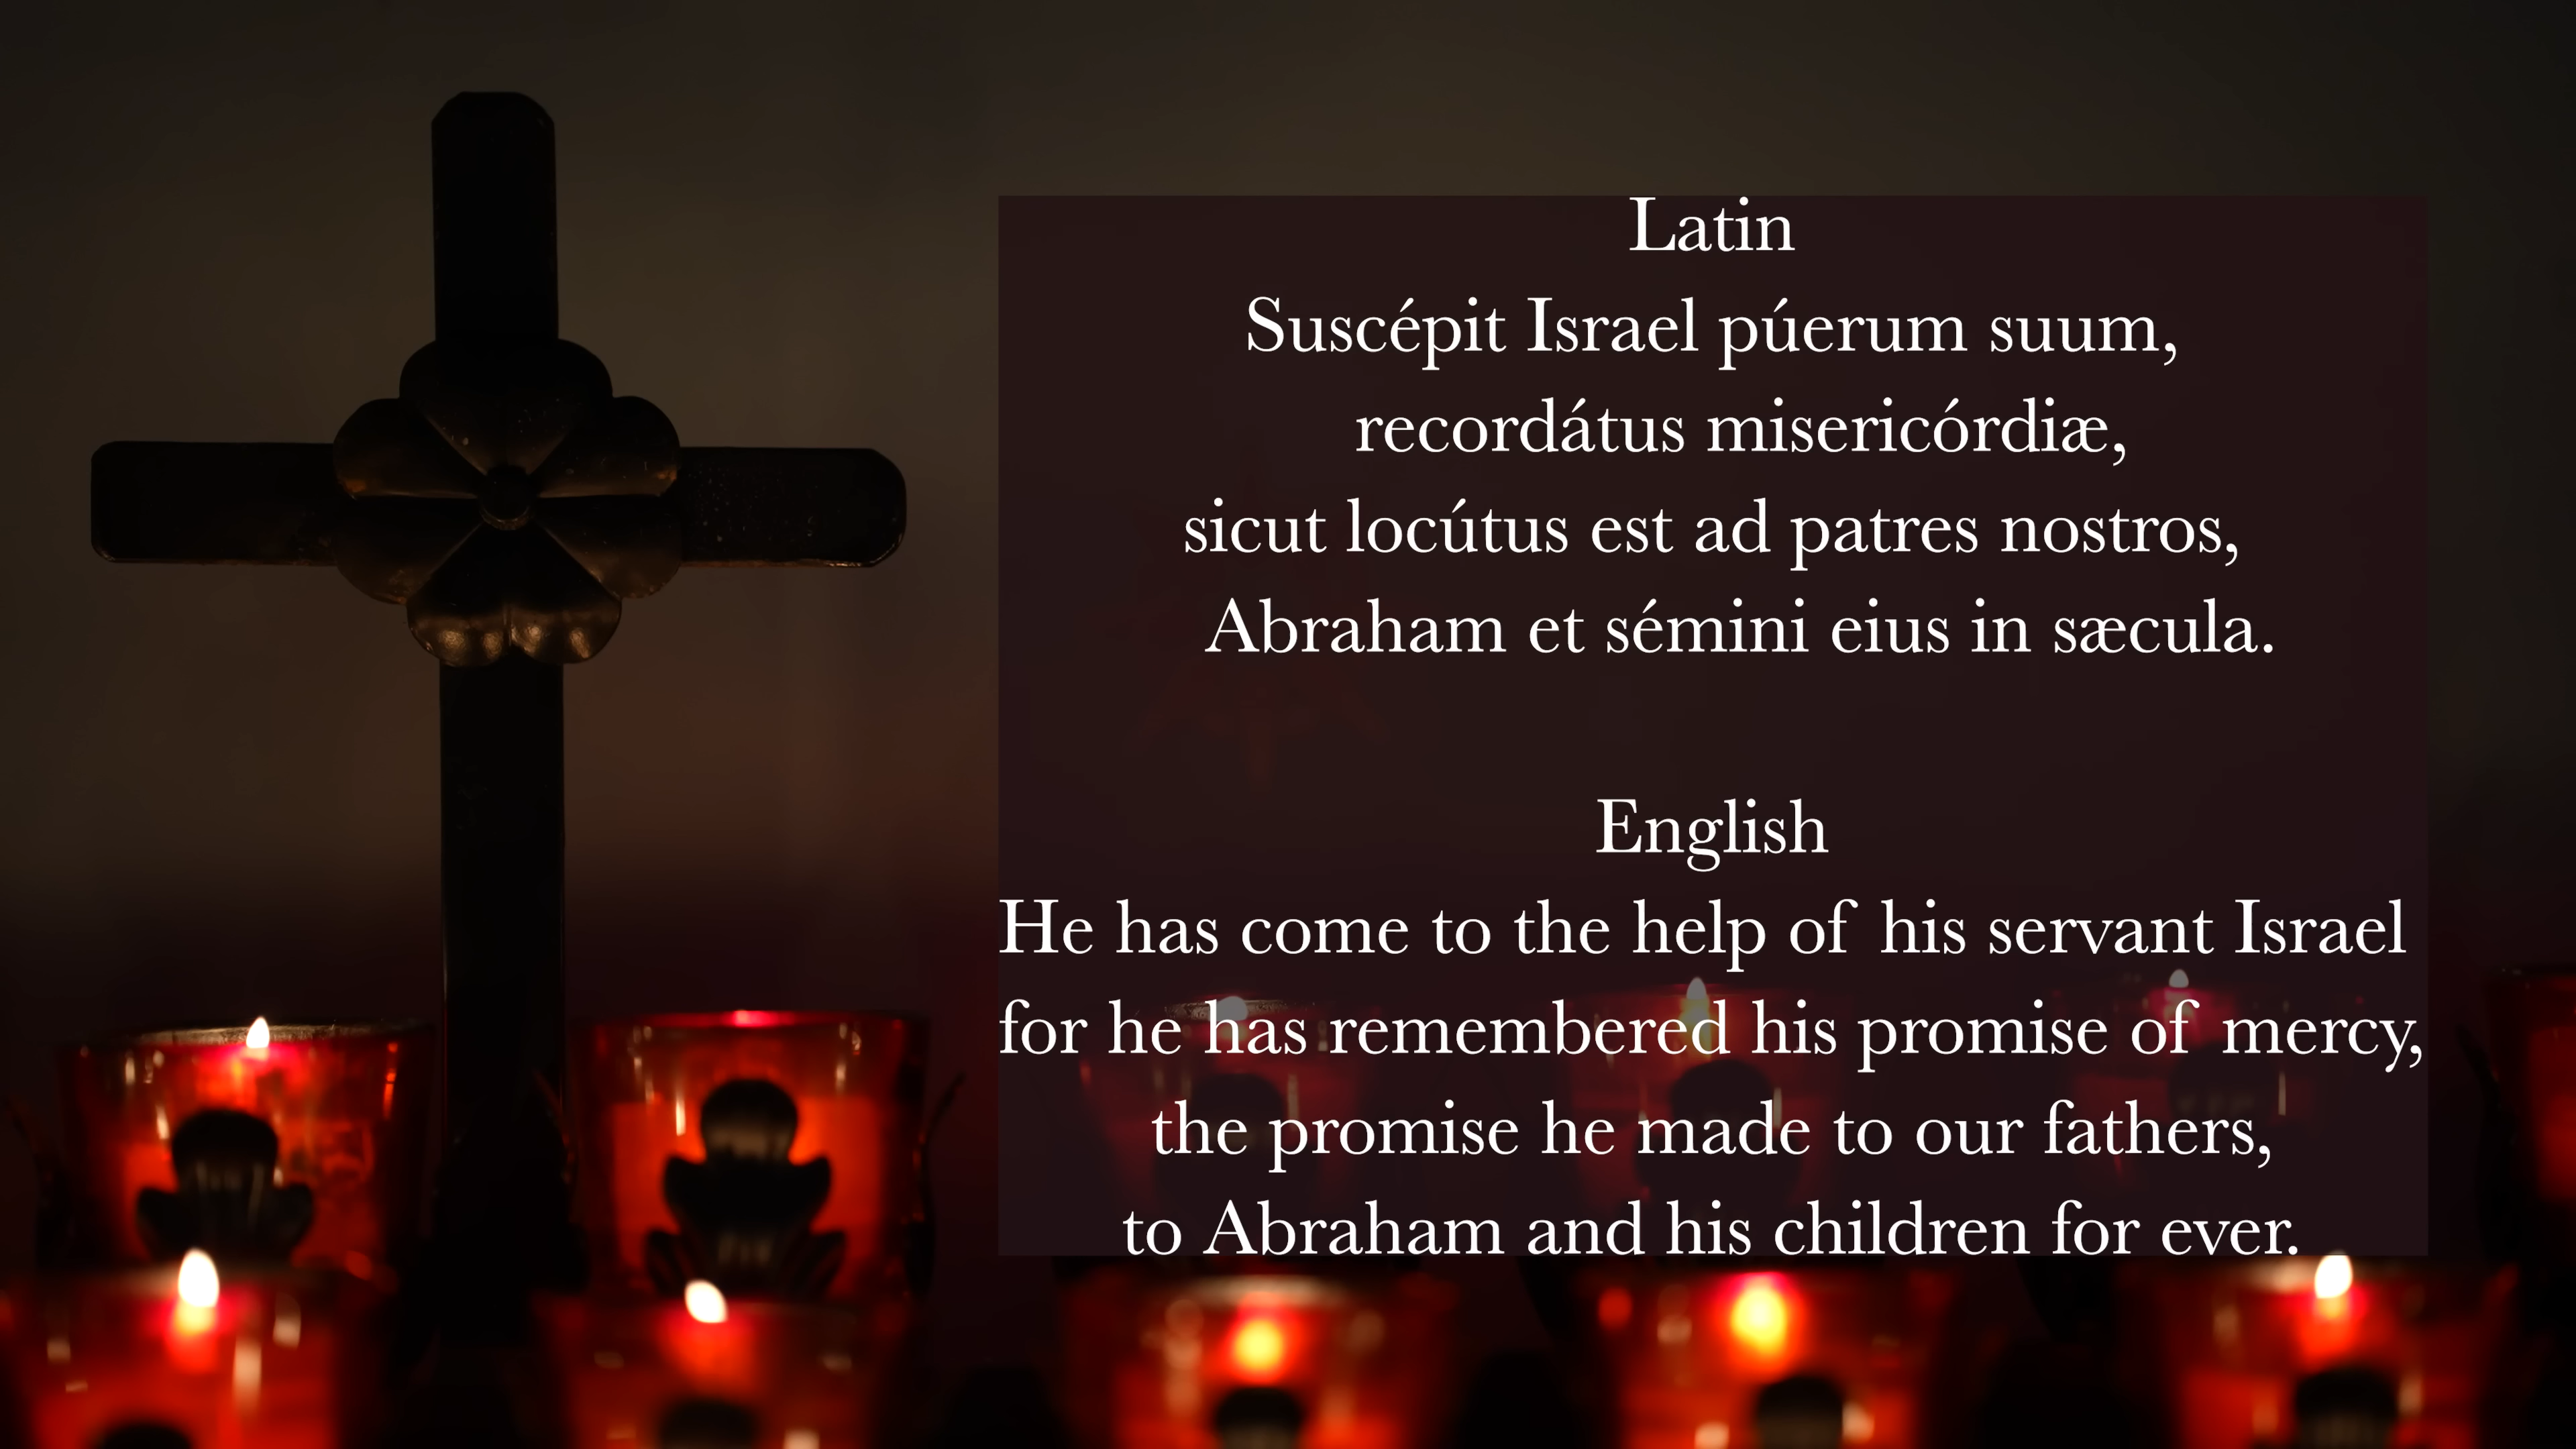 Latin
Suscépit Israel púerum suum,
recordátus misericórdiæ,
sicut locútus est ad patres nostros,
Abraham et sémini eius in sæcula.
English
He has come to the help of his servant Israel
for he has remembered his promise of mercy,
the promise he made to our fathers,
to Abraham and his children for ever.